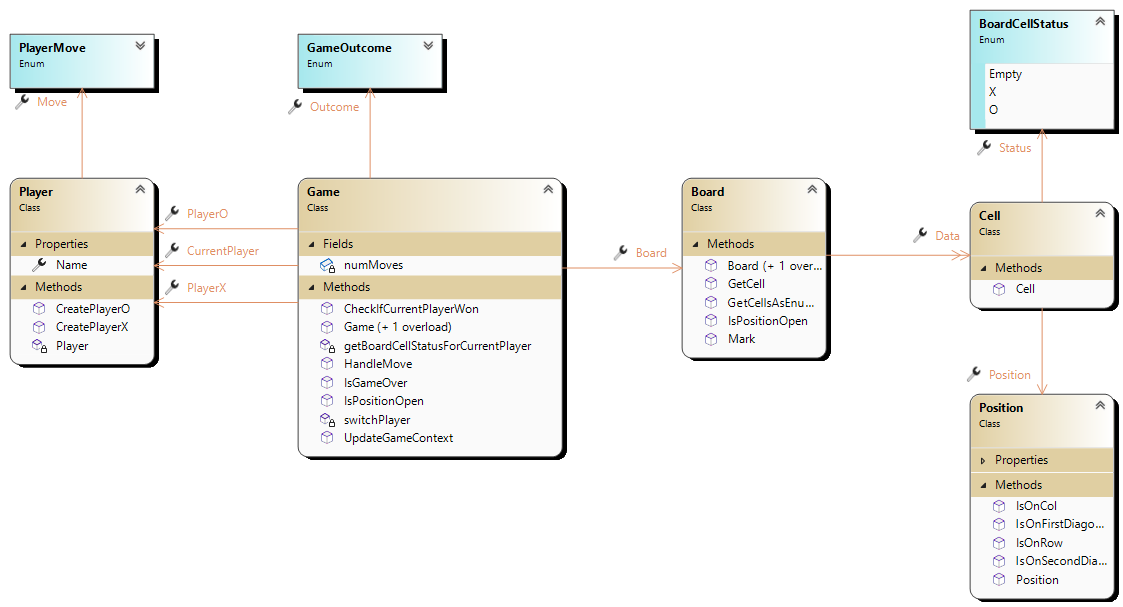 PlayerMove
Enum
Move
GameOutcome
Enum
Outcome
BoardCellStatus
Enum
Empty
X
O
Status
Player
Class
Properties
Name
Methods
CreatePlayerO
CreatePlayerX
Player
PlayerO
CurrentPlayer
PlayerX
Game
Class
Fields
numMoves
Methods
CheckIfCurrentPlayerWon
Game (+ 1 overload)
getBoardCellStatusForCurrentPlayer
HandleMove
IsGameOver
IsPositionOpen
switchPlayer
UpdateGameContext
Board
Board
Class
Methods
Board (+ 1 over...
GetCell
GetCellsAsEnu...
IsPositionOpen
Mark
Data
Cell
Class
Methods
Cell
Position
Position
Class
Properties
Methods
IsOnCol
IsOnFirstDiago...
IsOnRow
IsOnSecondDia...
Position